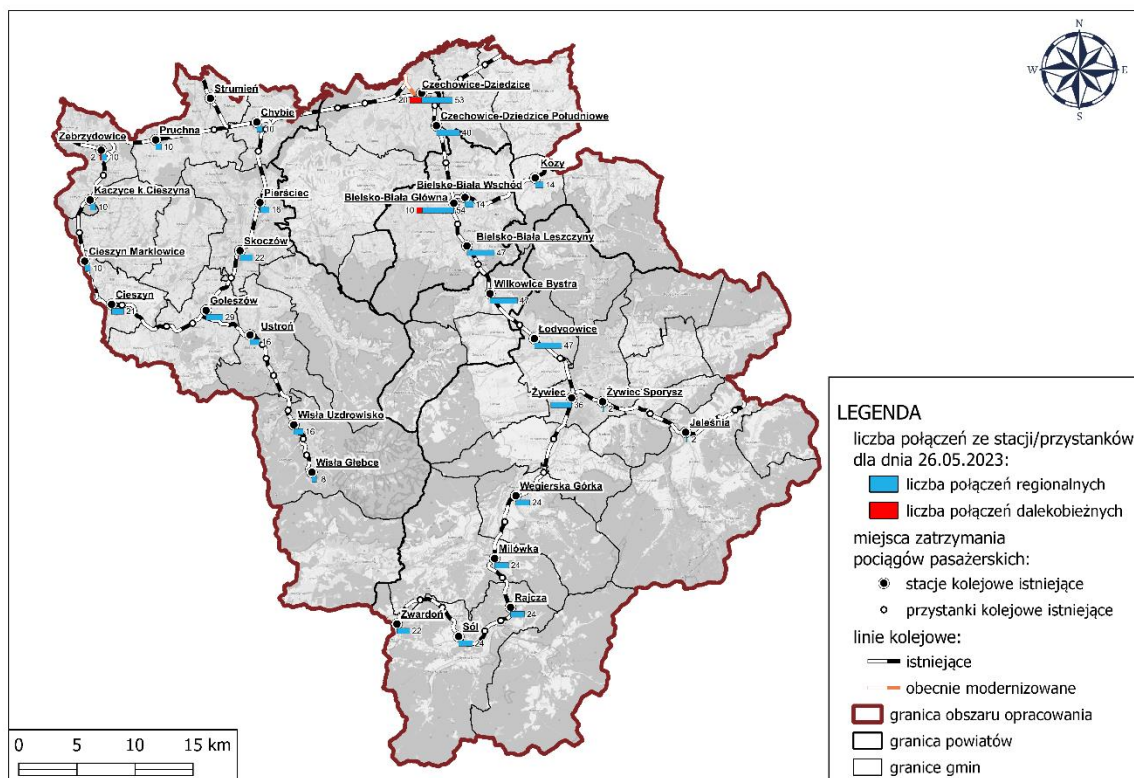 N
W E
S
Strumień
Czechowice-Dziedzice
20 53
Chybie
10
Czechowice-Dziedzice Południowe
40
Zebrzydowice
2 10
Pruchna
10
Kozy
14
Bielsko-Biała Wschód
14
Bielsko-Biała Główna
10 54
Kaczyce k Cieszyna
10
Pierściec
16
Bielsko-Biała Leszczyny
47
Skoczów
22
Cieszyn Marklowice
10
Wilkowice Bystra
47
Cieszyn
21
Goleszów
29
Ustroń
16
Łodygowice
47
Żywiec
36
Żywiec Sporysz
2
Jeleśnia
2
Wisła Uzdrowisko
16
Wisła Głębce
8
Węgierska Górka
24
Milówka
24
Rajcza
24
Zwardoń
22
Sól
24
LEGENDA
liczba połączeń ze stacji/przystanków
dla dnia 26.05.2023:
liczba połączeń regionalnych
liczba połączeń dalekobieżnych
miejsca zatrzymania
pociągów pasażerskich:
stacje kolejowe istniejące
przystanki kolejowe istniejące
linie kolejowe:
istniejące
obecnie modernizowane
granica obszaru opracowania
granica powiatów
granice gmin
0 5 10 15 km